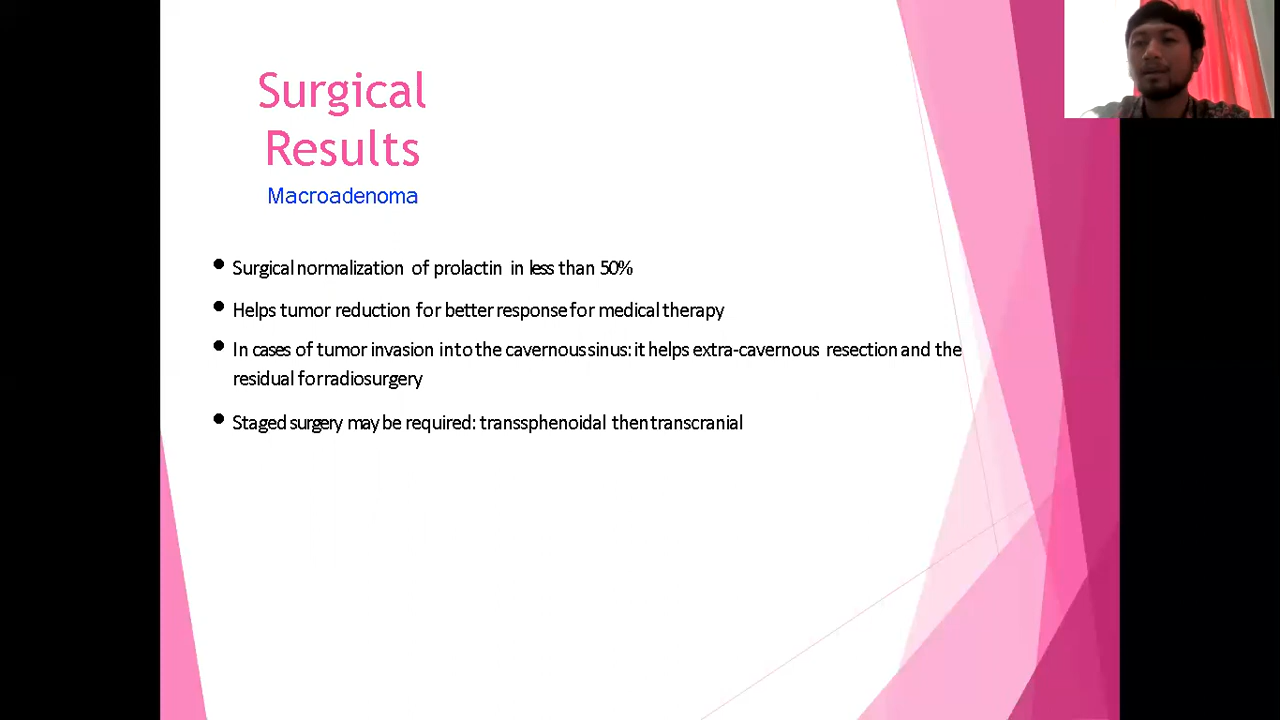 Surgical
Results
Macroadenoma
• Surgical normalization of prolactin in less than 50%
• Helps tumor reduction for better response for medical therapy
• In cases of tumor invasion into the cavernous sinus: it helps extra-cavernous resection and the
residual for radiosurgery
• Staged surgery may be required: transsphenoidal then transcranial